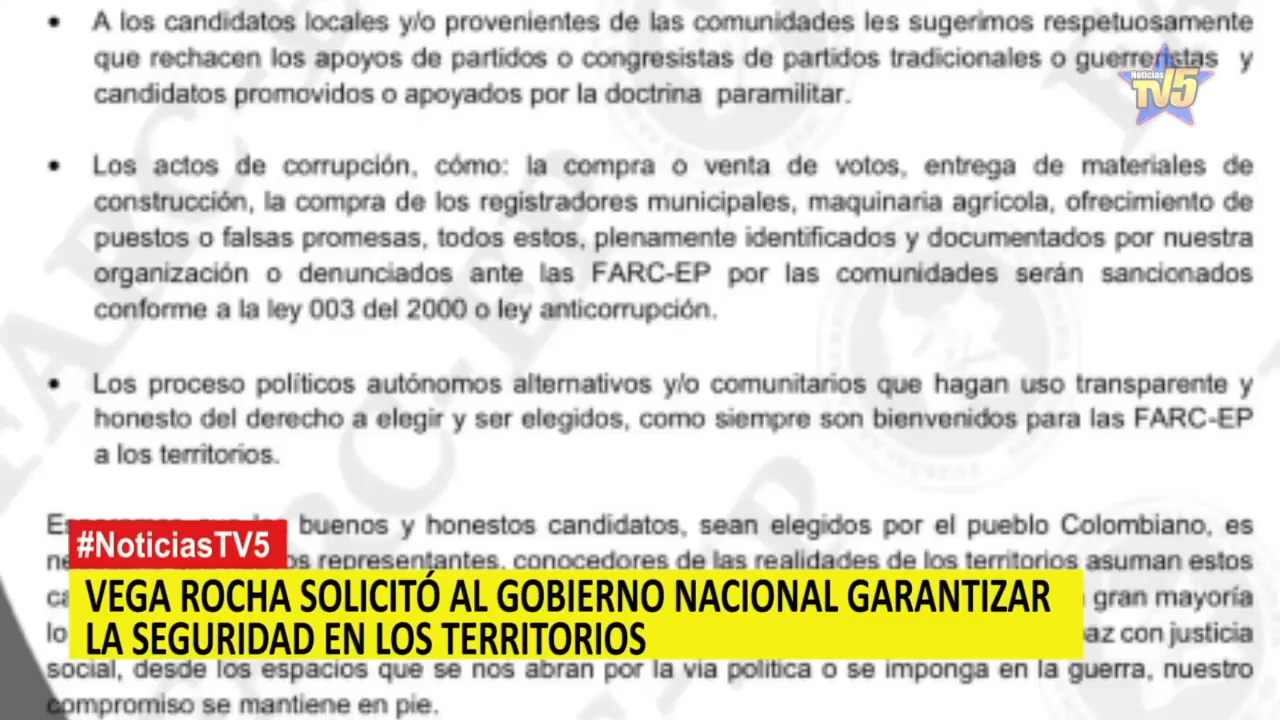 A los candidatos locales y/o provenientes de las comunidades les sugerimos respetuosamente
que rechacen los apoyos de partidos o congresistas de partidos tradicionales o guerreristas y
candidatos promovidos o apoyados por la doctrina paramilitar.
Noticias
TV5
Los actos de corrupción, cómo: la compra o venta de votos, entrega de materiales de
construcción, la compra de los registradores municipales, maquinaria agrícola, ofrecimiento de
puestos o falsas promesas, todos estos, plenamente identificados y documentados por nuestra
organización o denunciados ante las FARC-EP por las comunidades serán sancionados
conforme a la ley 003 del 2000 o ley anticorrupción.
Los proceso políticos autónomos alternativos y/o comunitarios que hagan uso transparente y
honesto del derecho a elegir y ser elegidos, como siempre son bienvenidos para las FARC-EP
a los territorios.
buenos y honestos candidatos, sean elegidos por el pueblo Colombiano, es
representantes, conocedores de las realidades de los territorios asuman estos
gran mayoría
con justicia
social, desde los espacios que se nos abran por la vía política o se imponga en la guerra, nuestro
compromiso se mantiene en pie.
#NoticiasTV5
VEGA ROCHA SOLICITÓ AL GOBIERNO NACIONAL GARANTIZAR
LA SEGURIDAD EN LOS TERRITORIOS